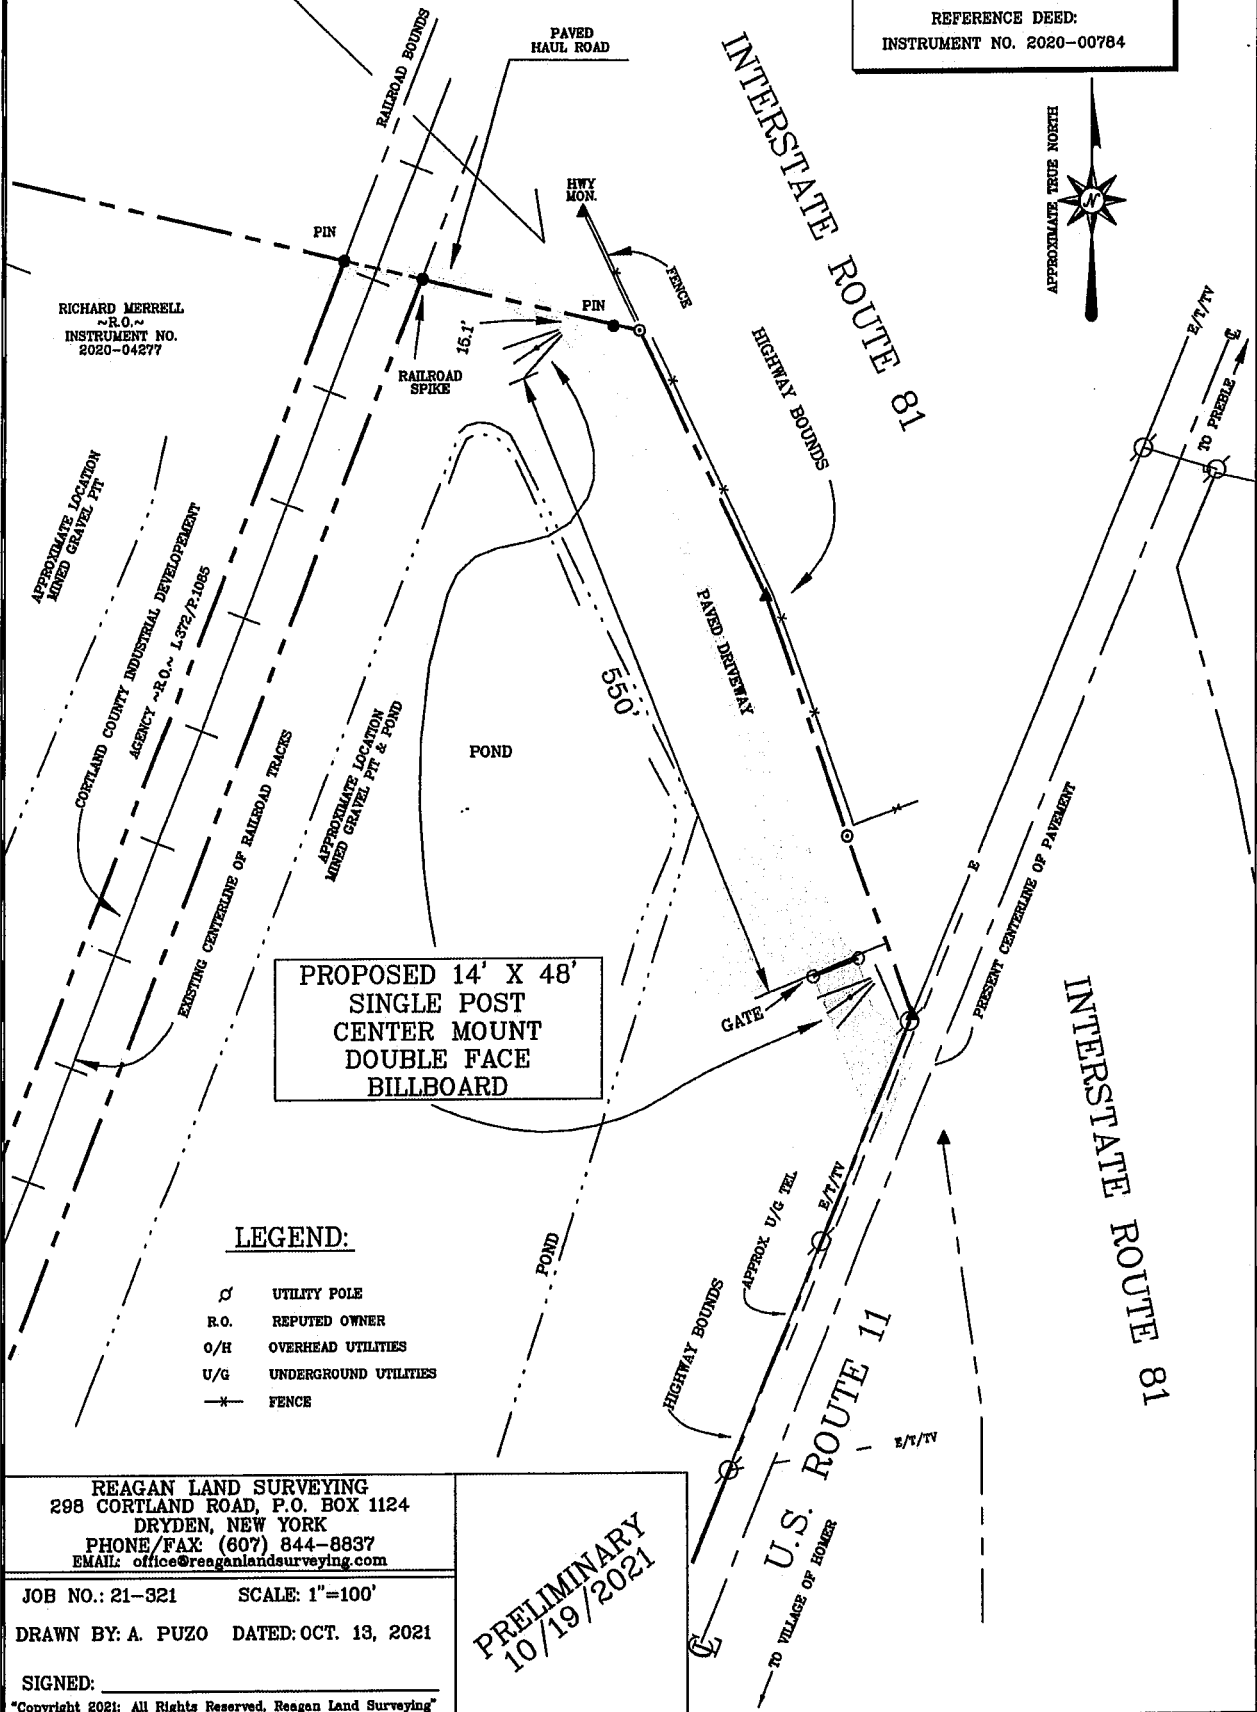 REFERENCE DEED:
INSTRUMENT NO. 2020-00784
PAVED
HAUL ROAD
RAILROAD BOUNDS
INTERSTATE ROUTE 81
APPROXIMATE TRUE NORTH
N
HWY
MON.
FENCE
PIN
PIN
15.1'
RAILROAD
SPIKE
RICHARD MERRELL
~R.O.~
INSTRUMENT NO.
2020-04277
HIGHWAY BOUNDS
E/T/TV
℄
TO PREBLE
APPROXIMATE LOCATION
MINED GRAVEL PIT
CORTLAND COUNTY INDUSTRIAL DEVELOPEMENT
AGENCY ~R.O.~ L.372/P.1085
EXISTING CENTERLINE OF RAILROAD TRACKS
APPROXIMATE LOCATION
MINED GRAVEL PIT & POND
POND
550'
PAVED DRIVEWAY
E
PRESENT CENTERLINE OF PAVEMENT
PROPOSED 14' X 48'
SINGLE POST
CENTER MOUNT
DOUBLE FACE
BILLBOARD
GATE
INTERSTATE ROUTE 81
POND
APPROX. U/G TEL.
E/T/TV
HIGHWAY BOUNDS
U.S. ROUTE 11
E/T/TV
℄
TO VILLAGE OF HOMER
LEGEND:
UTILITY POLE
R.O. REPUTED OWNER
O/H OVERHEAD UTILITIES
U/G UNDERGROUND UTILITIES
FENCE
REAGAN LAND SURVEYING
298 CORTLAND ROAD, P.O. BOX 1124
DRYDEN, NEW YORK
PHONE/FAX: (607) 844-8837
EMAIL: office@reaganlandsurveying.com
JOB NO.: 21-321 SCALE: 1"=100'
DRAWN BY: A. PUZO DATED: OCT. 13, 2021
SIGNED:
"Copyright 2021: All Rights Reserved, Reagan Land Surveying"
PRELIMINARY
10/19/2021